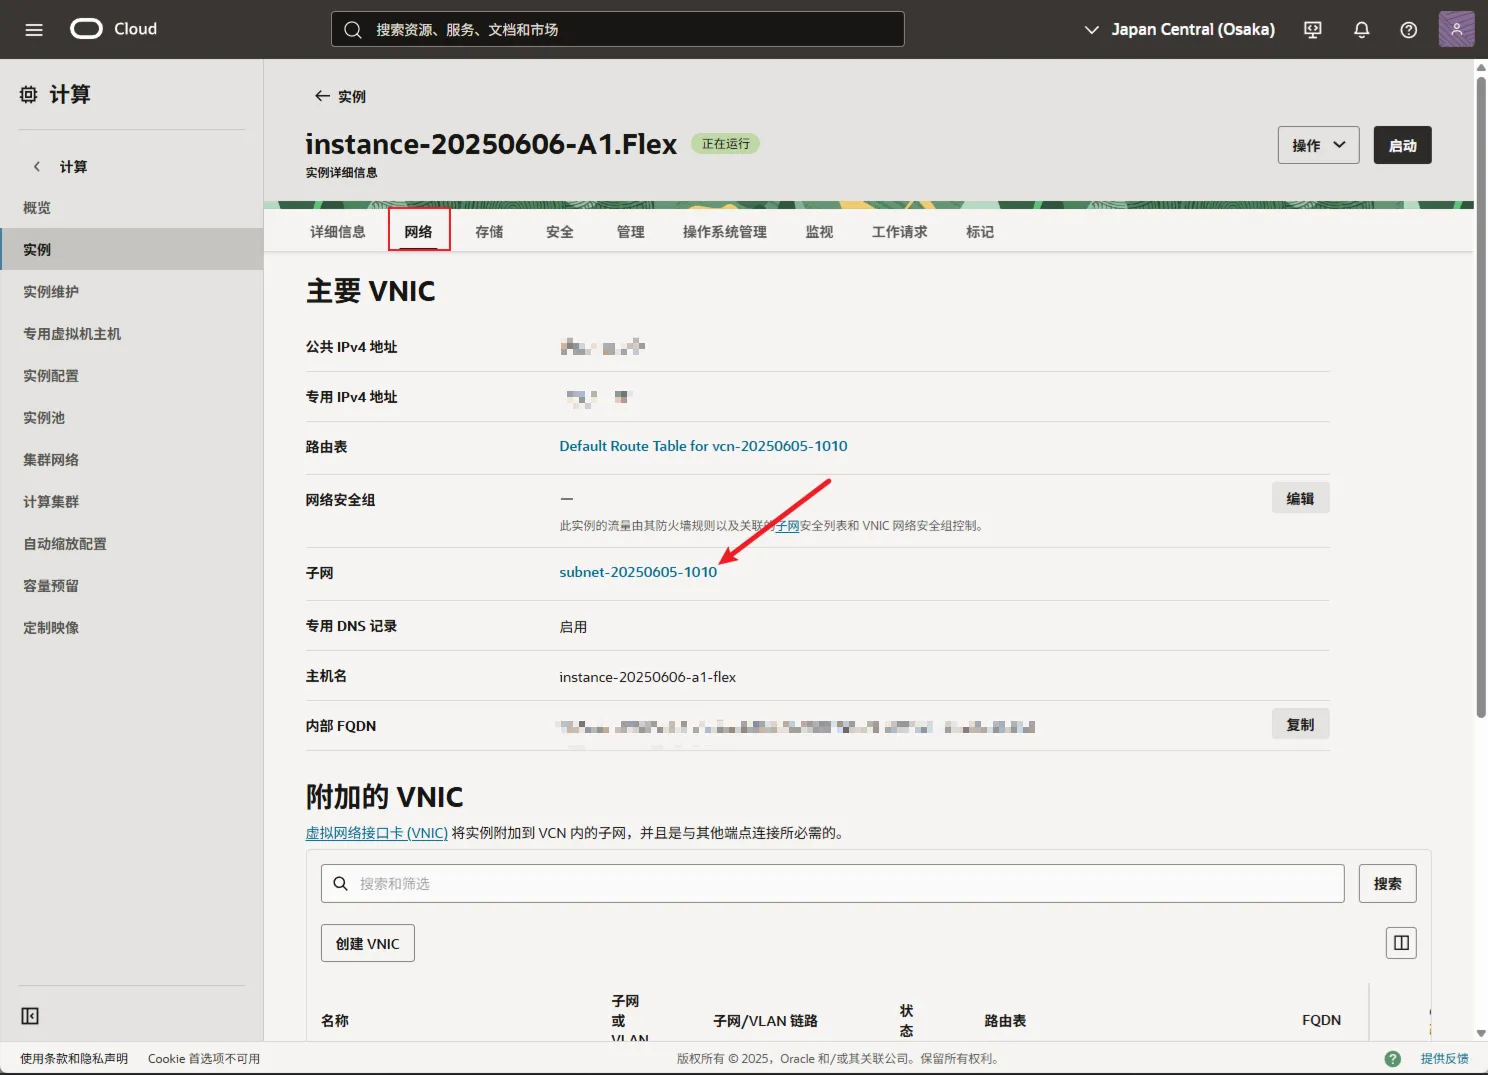 Cloud
搜索资源、服务、文档和市场
Japan Central (Osaka)
计算
计算
概览
实例
实例维护
专用虚拟机主机
实例配置
实例池
集群网络
计算集群
自动缩放配置
容量预留
定制映像
实例
instance-20250606-A1.Flex
正在运行
操作
启动
实例详细信息
详细信息 网络 存储 安全 管理 操作系统管理 监视 工作请求 标记
主要 VNIC
公共 IPv4 地址
专用 IPv4 地址
路由表 Default Route Table for vcn-20250605-1010
网络安全组 —
编辑
此实例的流量由其防火墙规则以及关联的子网安全列表和 VNIC 网络安全组控制。
子网 subnet-20250605-1010
专用 DNS 记录 启用
主机名 instance-20250606-a1-flex
内部 FQDN
复制
附加的 VNIC
虚拟网络接口卡 (VNIC) 将实例附加到 VCN 内的子网，并且是与其他端点连接所必需的。
搜索和筛选
搜索
创建 VNIC
名称
子网
或
VLAN
子网/VLAN 链路
状
态
路由表
FQDN
使用条款和隐私声明 Cookie 首选项不可用
版权所有 © 2025，Oracle 和/或其关联公司。保留所有权利。
提供反馈